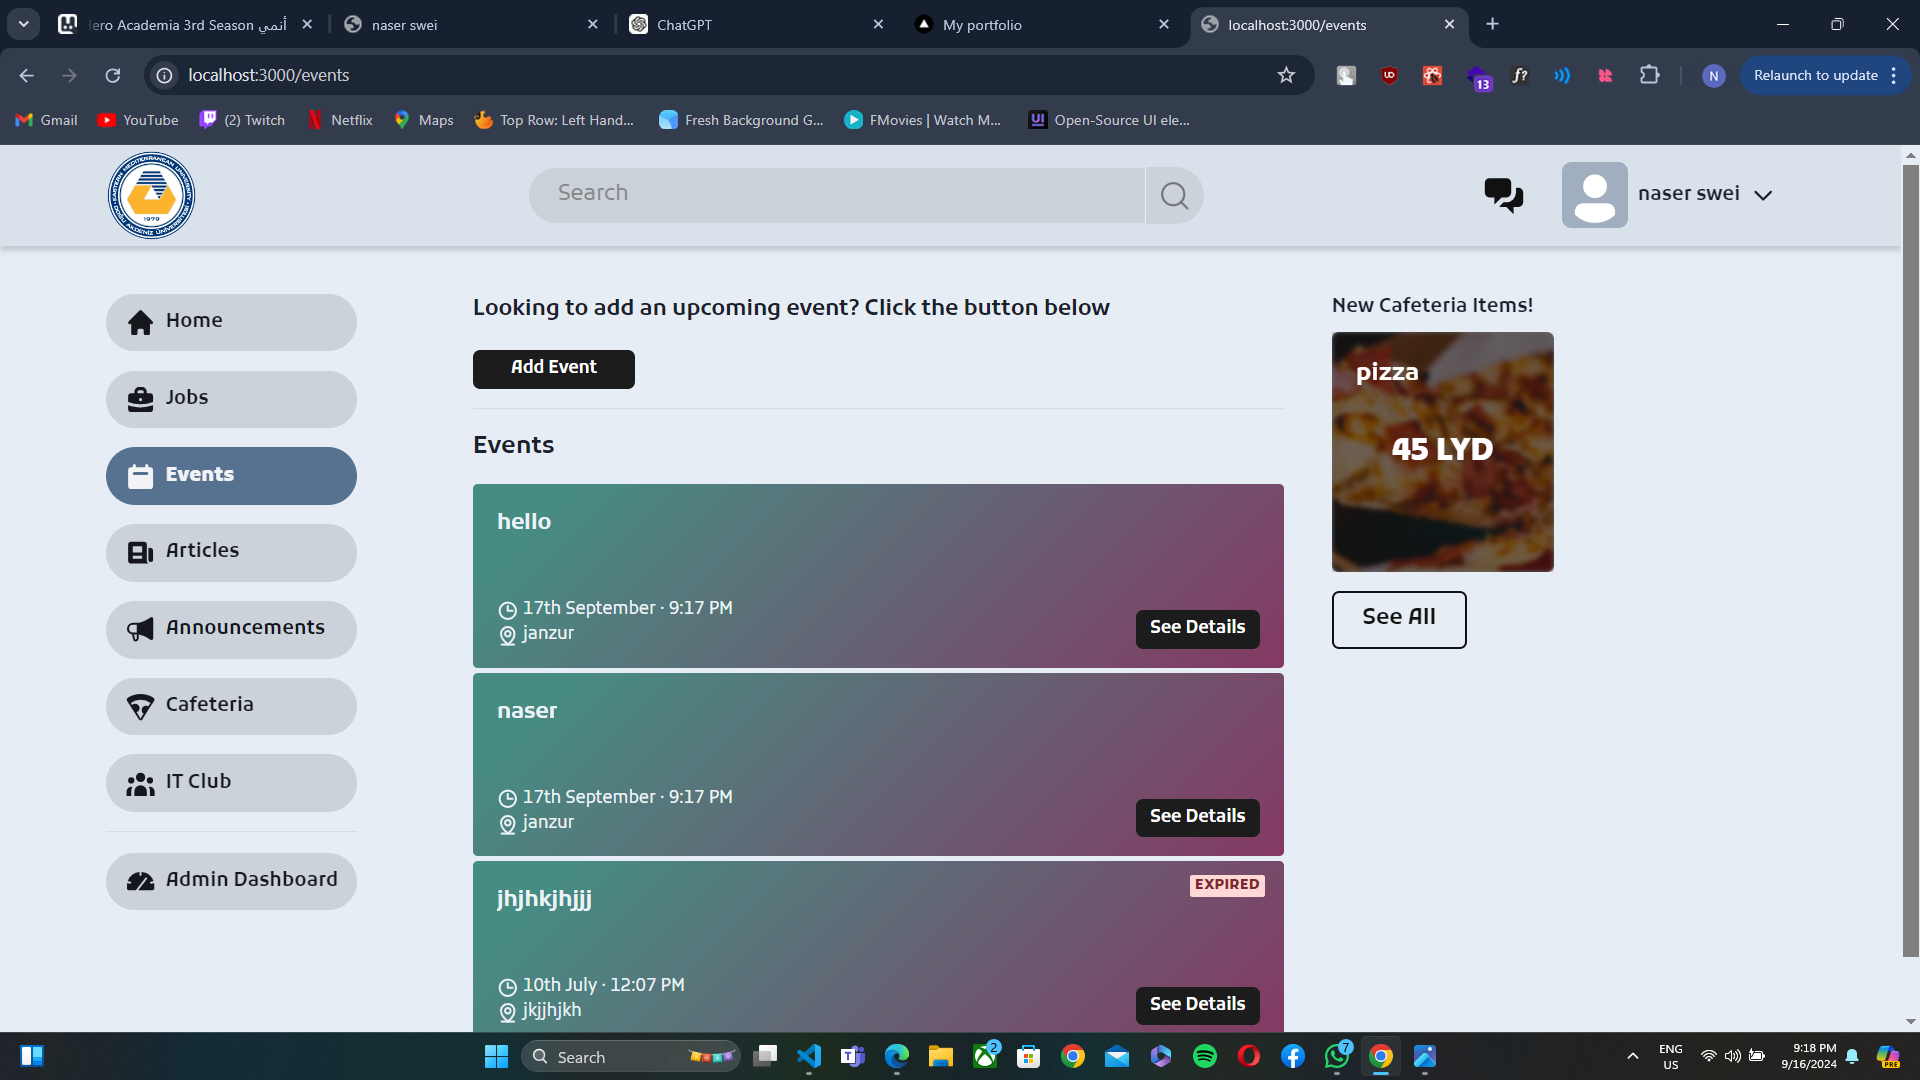 ero Academia 3rd Season أنمي
naser swei
ChatGPT
My portfolio
localhost:3000/events
localhost:3000/events
13
N
Relaunch to update
Gmail
YouTube
(2) Twitch
Netflix
Maps
Top Row: Left Hand...
Fresh Background G...
FMovies | Watch M...
Open-Source UI ele...
1979
Search
naser swei
Home
Jobs
Events
Articles
Announcements
Cafeteria
IT Club
Admin Dashboard
Looking to add an upcoming event? Click the button below
Add Event
Events
hello
17th September · 9:17 PM
janzur
See Details
naser
17th September · 9:17 PM
janzur
See Details
jhjhkjhjjj
EXPIRED
10th July · 12:07 PM
jkjjhjkh
See Details
New Cafeteria Items!
pizza
45 LYD
See All
Search
2
7
ENG
US
9:18 PM
9/16/2024
PRE